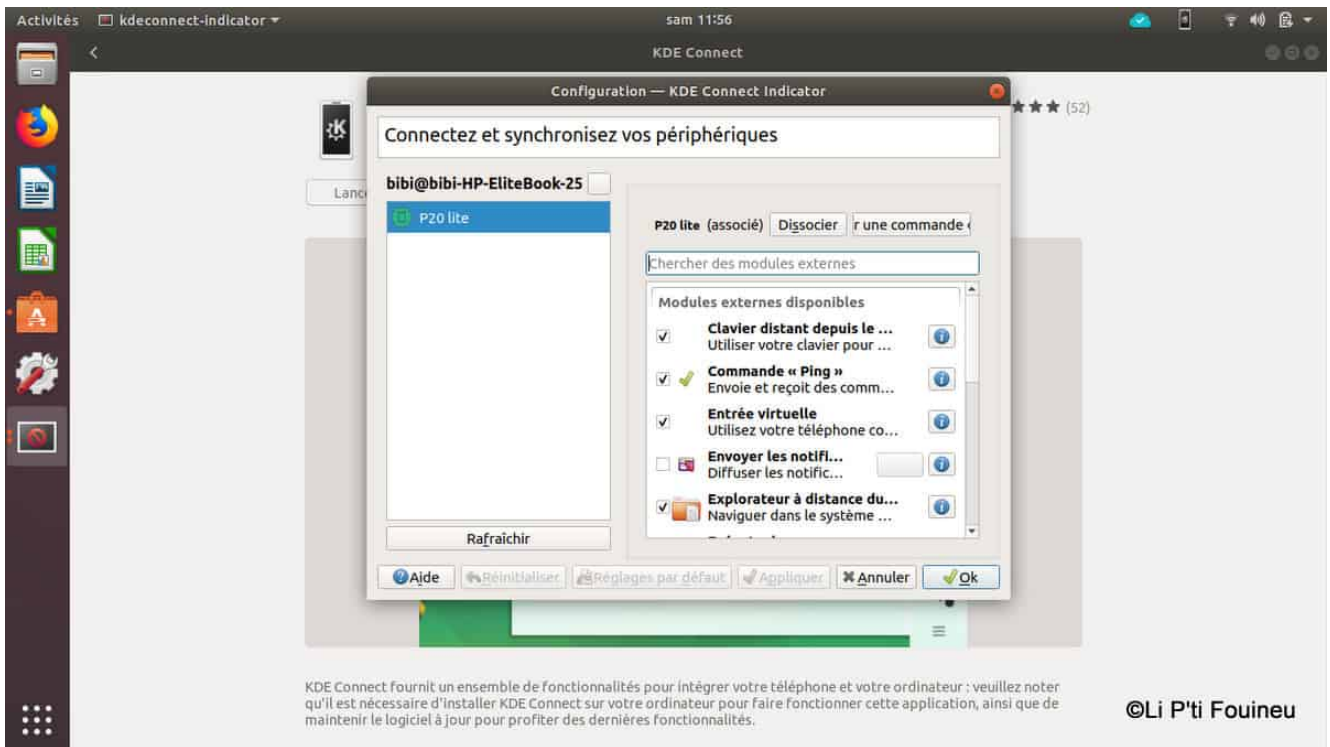 Activités kdeconnect-indicator sam 11:56
KDE Connect
Configuration — KDE Connect Indicator
(52)
Connectez et synchronisez vos périphériques
bibi@bibi-HP-EliteBook-25
Lance
P20 lite
P20 lite (associé) Dissocier r une commande
Chercher des modules externes
Modules externes disponibles
Clavier distant depuis le ...
Utiliser votre clavier pour ...
Commande « Ping »
Envoie et reçoit des comm...
Entrée virtuelle
Utilisez votre téléphone co...
Envoyer les notifi...
Diffuser les notific...
Explorateur à distance du...
Naviguer dans le système ...
Rafraîchir
Aide Réinitialiser Réglages par défaut Appliquer Annuler Ok
KDE Connect fournit un ensemble de fonctionnalités pour intégrer votre téléphone et votre ordinateur : veuillez noter
qu'il est nécessaire d'installer KDE Connect sur votre ordinateur pour faire fonctionner cette application, ainsi que de
maintenir le logiciel à jour pour profiter des dernières fonctionnalités.
©Li P'ti Fouineu